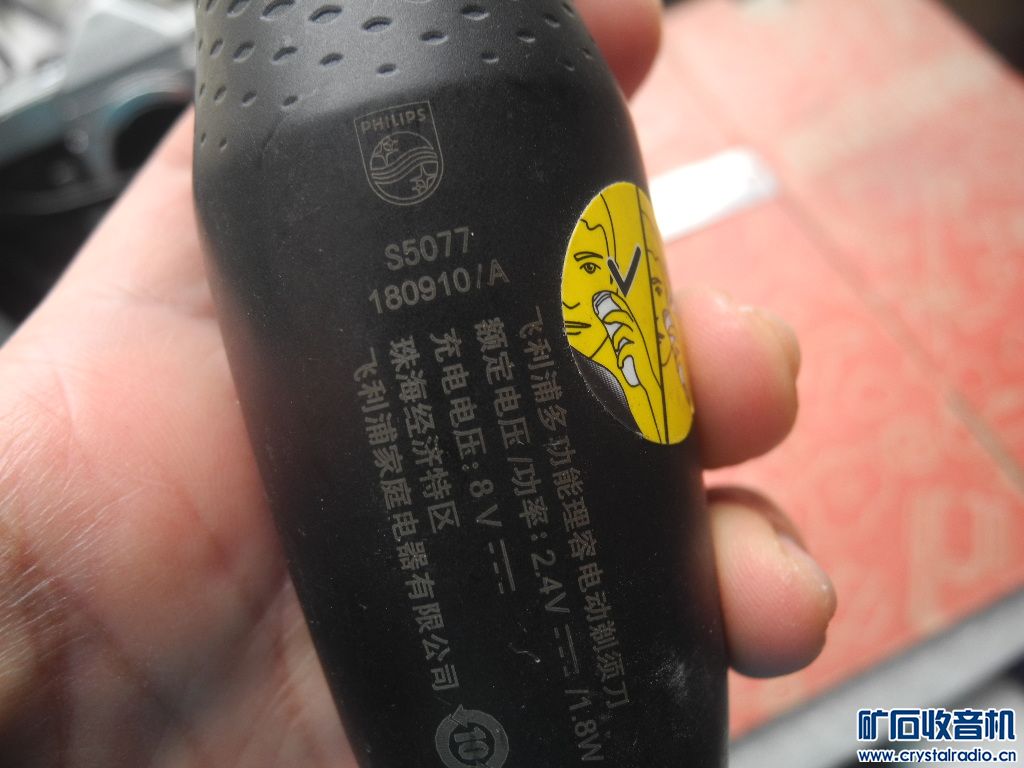 PHILIPS
S5077
180910/A
飞利浦多功能理容电动剃须刀
额定电压/功率:2.4V⎓/1.8W
充电电压:8V⎓
珠海经济特区
飞利浦家庭电器有限公司
10
矿石收音机
www.crystalradio.cn